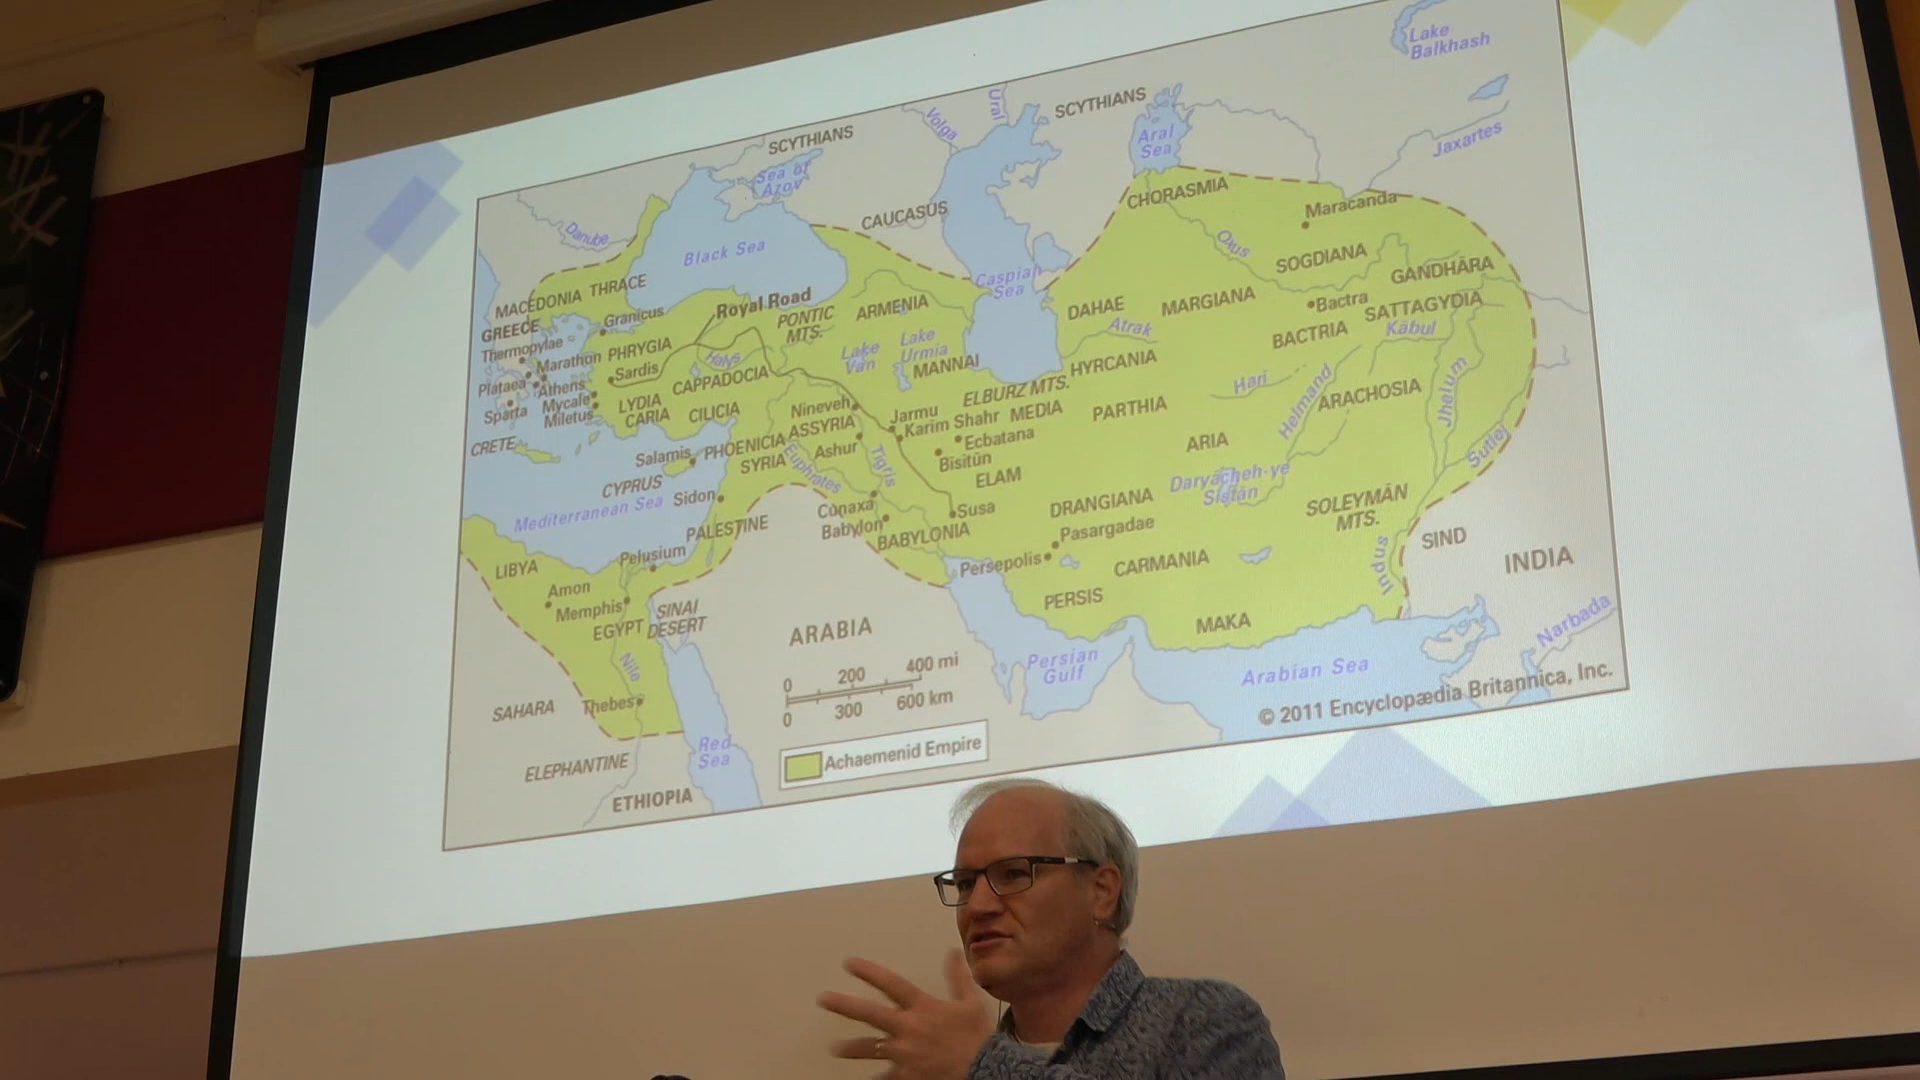 Lake
Balkhash
SCYTHIANS
Ural
Volga
SCYTHIANS
Aral
Sea
Jaxartes
Sea of
Azov
CAUCASUS
CHORASMIA
Maracanda
Danube
Black Sea
Oxus
SOGDIANA
GANDHĀRA
Caspian
Sea
MACEDONIA
THRACE
Royal Road
ARMENIA
DAHAE
MARGIANA
Bactra
SATTAGYDIA
GREECE
Granicus
PONTIC
MTS.
Lake
Urmia
Atrak
BACTRIA
Kābul
Thermopylae
Marathon
PHRYGIA
Halys
Lake
Van
MANNAI
HYRCANIA
Plataea
Athens
Sardis
CAPPADOCIA
ELBURZ MTS.
Hari
Helmand
ARACHOSIA
Jhelum
Sparta
Mycale
Miletus
LYDIA
CARIA
CILICIA
Nineveh
Jarmu
Karim Shahr
MEDIA
PARTHIA
CRETE
PHOENICIA
ASSYRIA
Ecbatana
ARIA
Sutlej
Salamis
SYRIA
Ashur
Bīsitūn
CYPRUS
Euphrates
Tigris
ELAM
Daryācheh-ye
Sīstān
Mediterranean Sea
Sidon
Cunaxa
Susa
DRANGIANA
SOLEYMĀN
MTS.
PALESTINE
Babylon
BABYLONIA
Pasargadae
SIND
INDIA
LIBYA
Pelusium
Persepolis
CARMANIA
Indus
Amon
Memphis
SINAI
DESERT
PERSIS
EGYPT
ARABIA
MAKA
Narbada
Nile
Persian
Gulf
Arabian Sea
0 200 400 mi
0 300 600 km
SAHARA
Thebes
© 2011 Encyclopædia Britannica, Inc.
Red
Sea
Achaemenid Empire
ELEPHANTINE
ETHIOPIA